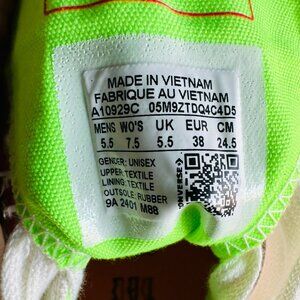 MADE IN VIETNAM
FABRIQUE AU VIETNAM
A10929C 05M9ZTDQ4C4D5
MENS WO'S UK EUR CM
5.5 7.5 5.5 38 24.5
GENDER: UNISEX
UPPER: TEXTILE
LINING: TEXTILE
OUTSOLE: RUBBER
9A 2401 M88
CONVERSE